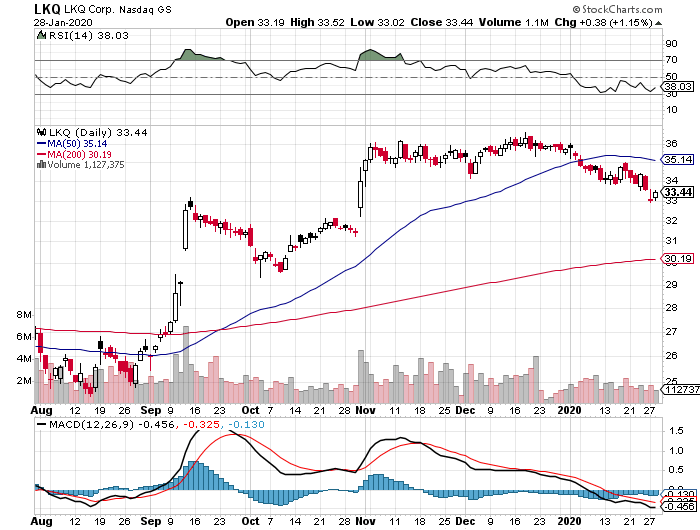 LKQ LKQ Corp. Nasdaq GS © StockCharts.com
28-Jan-2020 Open 33.19 High 33.52 Low 33.02 Close 33.44 Volume 1.1M Chg +0.38 (+1.15%)
RSI(14) 38.03
90
70
50
38.03
30
10
LKQ (Daily) 33.44
MA(50) 35.14
MA(200) 30.19
Volume 1,127,375
36
35.14
34
33.44
33
32
31
30.19
29
28
27
26
25
8M
6M
4M
2M
112737
Aug 12 19 26 Sep 9 16 23 Oct 7 14 21 28 Nov 11 18 25 Dec 9 16 23 2020 13 21 27
MACD(12,26,9) -0.456, -0.325, -0.130
1.5
1.0
0.5
0.0
-0.130
-0.456
Aug 12 19 26 Sep 9 16 23 Oct 7 14 21 28 Nov 11 18 25 Dec 9 16 23 2020 13 21 27